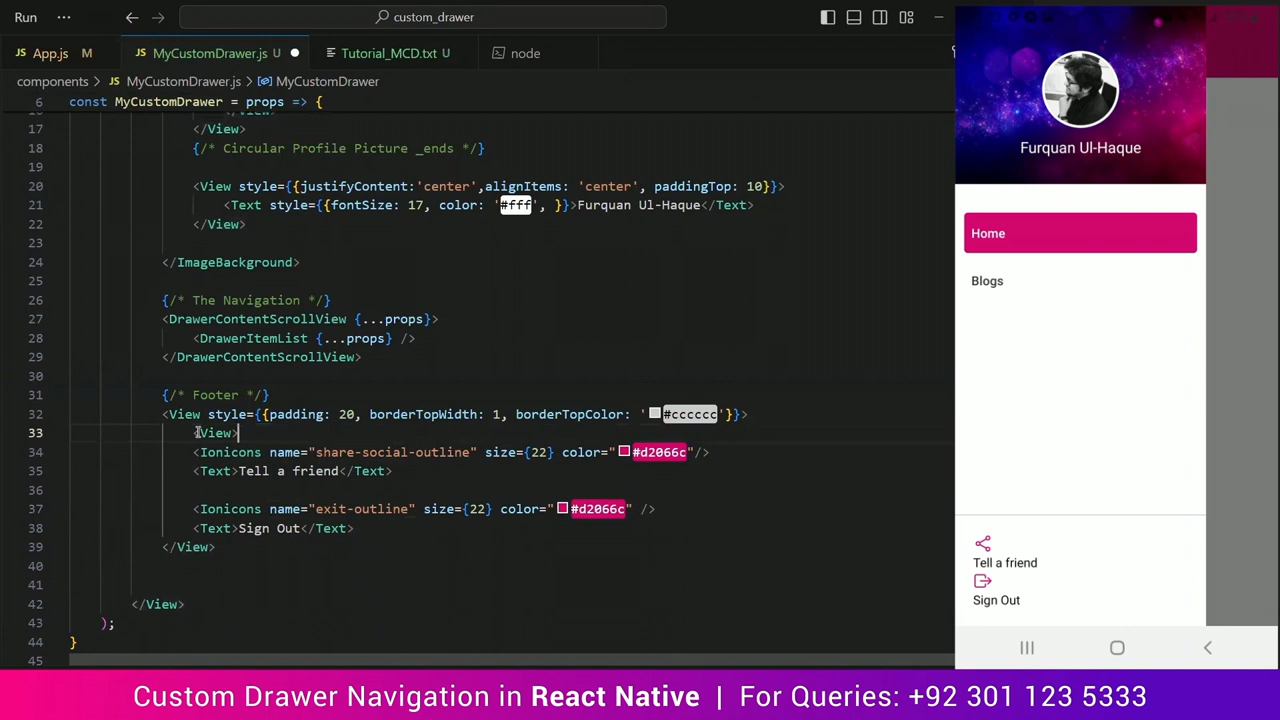 Run ··· custom_drawer
App.js M MyCustomDrawer.js U Tutorial_MCD.txt U node
components > JS MyCustomDrawer.js > MyCustomDrawer
6 const MyCustomDrawer = props => {
17 </View>
18 {/* Circular Profile Picture _ends */}
19
20 <View style={{justifyContent:'center',alignItems: 'center', paddingTop: 10}}>
21 <Text style={{fontSize: 17, color: '#fff', }}>Furquan Ul-Haque</Text>
22 </View>
23
24 </ImageBackground>
25
26 {/* The Navigation */}
27 <DrawerContentScrollView {...props}>
28 <DrawerItemList {...props} />
29 </DrawerContentScrollView>
30
31 {/* Footer */}
32 <View style={{padding: 20, borderTopWidth: 1, borderTopColor: '#cccccc'}}>
33 <View>
34 <Ionicons name="share-social-outline" size={22} color="#d2066c"/>
35 <Text>Tell a friend</Text>
36
37 <Ionicons name="exit-outline" size={22} color="#d2066c" />
38 <Text>Sign Out</Text>
39 </View>
40
41
42 </View>
43 );
44 }
45
Furquan Ul-Haque
Home
Blogs
Tell a friend
Sign Out
Custom Drawer Navigation in React Native | For Queries: +92 301 123 5333